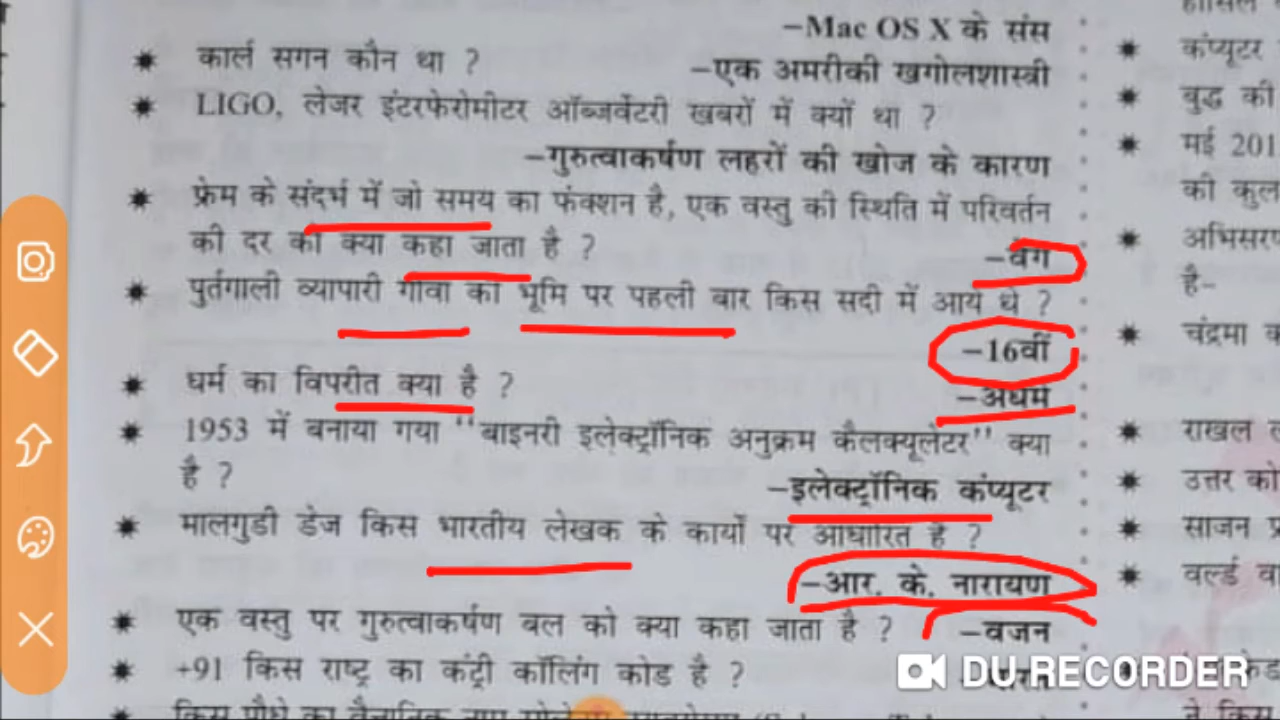 –Mac OS X के संस
* कार्ल सगन कौन था ?
–एक अमरीकी खगोलशास्त्री
* LIGO, लेजर इंटरफेरोमीटर ऑब्जर्वेटरी खबरों में क्यों था ?
–गुरुत्वाकर्षण लहरों की खोज के कारण
* फ्रेम के संदर्भ में जो समय का फंक्शन है, एक वस्तु की स्थिति में परिवर्तन
की दर को क्या कहा जाता है ?
–वेग
* पुर्तगाली व्यापारी गोवा की भूमि पर पहली बार किस सदी में आये थे ?
–16वीं
* धर्म का विपरीत क्या है ?
–अधर्म
* 1953 में बनाया गया "बाइनरी इलेक्ट्रॉनिक अनुक्रम कैलक्यूलेटर" क्या
है ?
–इलेक्ट्रॉनिक कंप्यूटर
* मालगुडी डेज किस भारतीय लेखक के कार्यों पर आधारित है ?
–आर. के. नारायण
* एक वस्तु पर गुरुत्वाकर्षण बल को क्या कहा जाता है ?
–वजन
* +91 किस राष्ट्र का कंट्री कॉलिंग कोड है ?
* कंप्यूटर
* बुद्ध की
* मई 201
की कुल
* अभिसरण
है–
* चंद्रमा
* राखल
* उत्तर को
* साजन
* वर्ल्ड
DU RECORDER